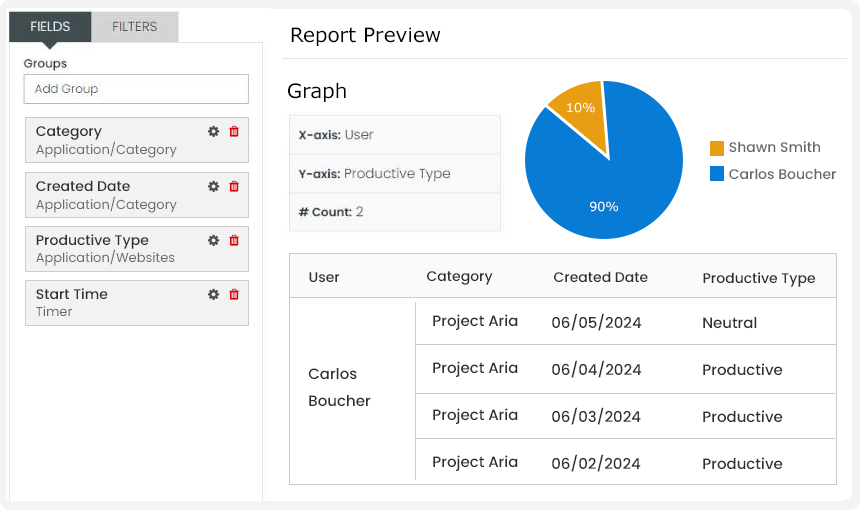 FIELDS FILTERS
Groups
Add Group
Category
Application/Category
Created Date
Application/Category
Productive Type
Application/Websites
Start Time
Timer
Report Preview
Graph
X-axis: User
Y-axis: Productive Type
# Count: 2
10%
90%
Shawn Smith
Carlos Boucher
User Category Created Date Productive Type
Carlos
Boucher
Project Aria 06/05/2024 Neutral
Project Aria 06/04/2024 Productive
Project Aria 06/03/2024 Productive
Project Aria 06/02/2024 Productive